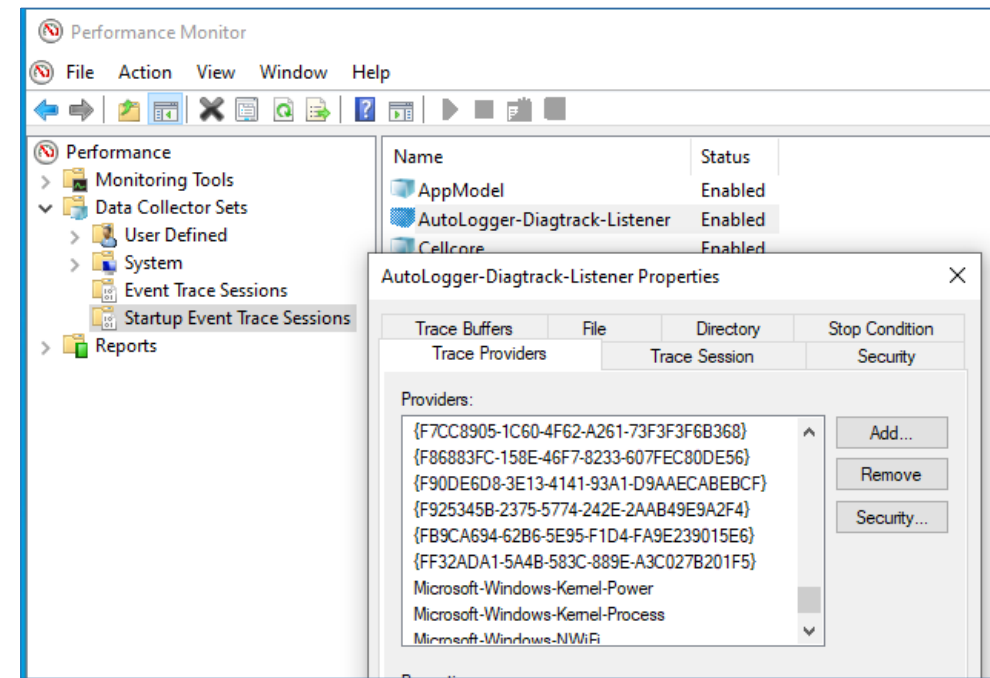 Performance Monitor
File Action View Window Help
Performance
Monitoring Tools
Data Collector Sets
User Defined
System
Event Trace Sessions
Startup Event Trace Sessions
Reports
Name Status
AppModel Enabled
AutoLogger-Diagtrack-Listener Enabled
Cellcore Enabled
AutoLogger-Diagtrack-Listener Properties
Trace Buffers File Directory Stop Condition
Trace Providers Trace Session Security
Providers:
{F7CC8905-1C60-4F62-A261-73F3F3F6B368}
{F86883FC-158E-46F7-8233-607FEC80DE56}
{F90DE6D8-3E13-4141-93A1-D9AAECABEBCF}
{F925345B-2375-5774-242E-2AAB49E9A2F4}
{FB9CA694-62B6-5E95-F1D4-FA9E239015E6}
{FF32ADA1-5A4B-583C-889E-A3C027B201F5}
Microsoft-Windows-Kernel-Power
Microsoft-Windows-Kernel-Process
Microsoft-Windows-NWiFi
Add...
Remove
Security...